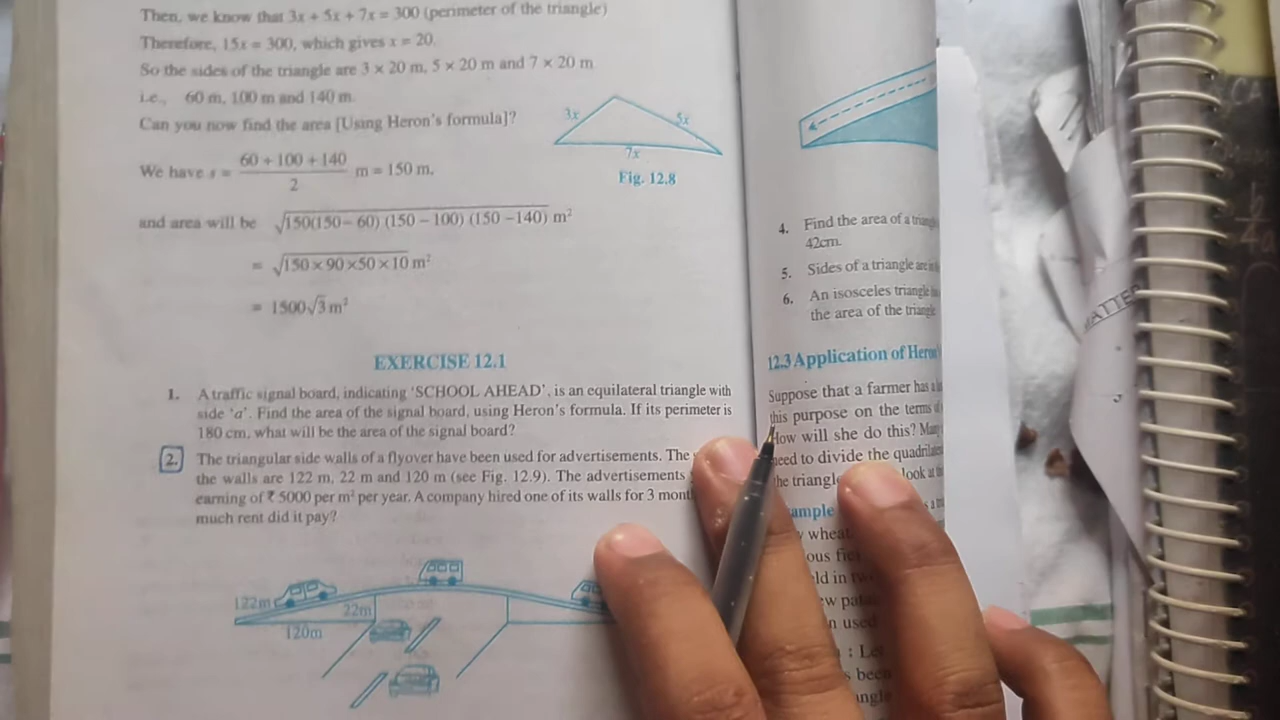 Then, we know that 3x + 5x + 7x = 300 (perimeter of the triangle)
Therefore, 15x = 300, which gives x = 20.
So the sides of the triangle are 3 × 20 m, 5 × 20 m and 7 × 20 m
i.e., 60 m, 100 m and 140 m.
Can you now find the area [Using Heron's formula]?
3x
5x
7x
Fig. 12.8
We have s = (60 + 100 + 140)/2 m = 150 m.
and area will be √(150(150 – 60) (150 – 100) (150 – 140)) m²
= √(150 × 90 × 50 × 10) m²
= 1500√3 m²
EXERCISE 12.1
1. A traffic signal board, indicating 'SCHOOL AHEAD', is an equilateral triangle with
side 'a'. Find the area of the signal board, using Heron's formula. If its perimeter is
180 cm, what will be the area of the signal board?
2. The triangular side walls of a flyover have been used for advertisements. The
the walls are 122 m, 22 m and 120 m (see Fig. 12.9). The advertisements
earning of ₹ 5000 per m² per year. A company hired one of its walls for 3
much rent did it pay?
122m
22m
120m
4. Find the area of a
42cm.
5. Sides of a triangle are
6. An isosceles triangle
the area of the triangle
12.3 Application of
Suppose that a farmer has a
this purpose on the terms
How will she do this?
need to divide the
the look at
wheat
used
: Let
MATTER